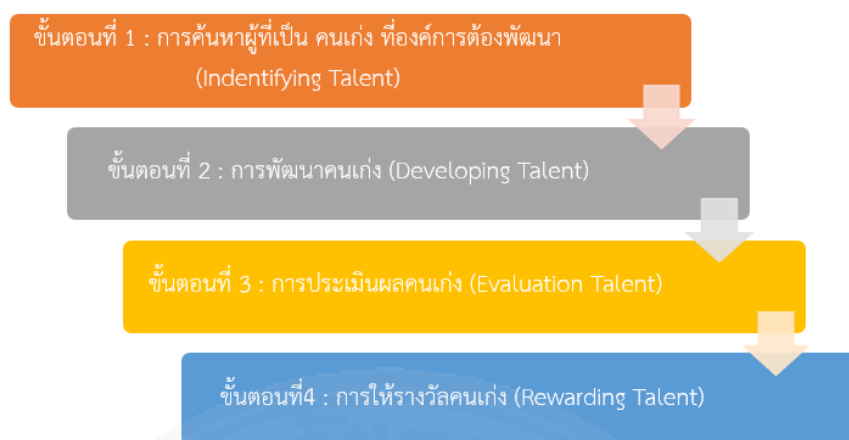 ขั้นตอนที่ 1 : การค้นหาผู้ที่เป็น คนเก่ง ที่องค์การต้องพัฒนา
(Indentifying Talent)
ขั้นตอนที่ 2 : การพัฒนาคนเก่ง (Developing Talent)
ขั้นตอนที่ 3 : การประเมินผลคนเก่ง (Evaluation Talent)
ขั้นตอนที่4 : การให้รางวัลคนเก่ง (Rewarding Talent)